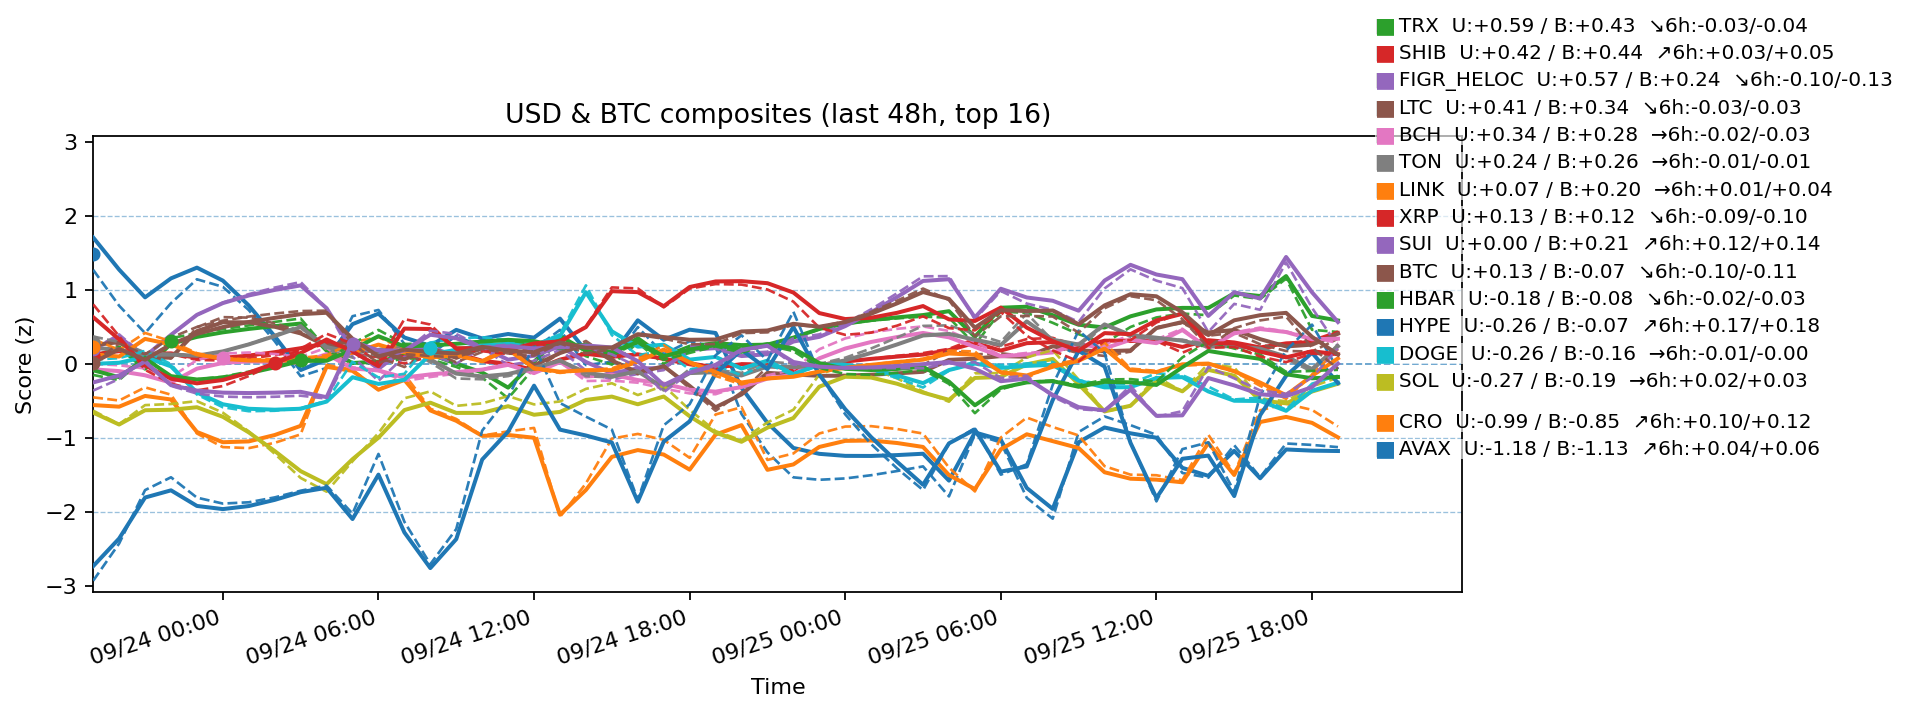 TRX U:+0.59 / B:+0.43 ↘6h:-0.03/-0.04
SHIB U:+0.42 / B:+0.44 ↗6h:+0.03/+0.05
FIGR_HELOC U:+0.57 / B:+0.24 ↘6h:-0.10/-0.13
LTC U:+0.41 / B:+0.34 ↘6h:-0.03/-0.03
BCH U:+0.34 / B:+0.28 →6h:-0.02/-0.03
TON U:+0.24 / B:+0.26 →6h:-0.01/-0.01
LINK U:+0.07 / B:+0.20 →6h:+0.01/+0.04
XRP U:+0.13 / B:+0.12 ↘6h:-0.09/-0.10
SUI U:+0.00 / B:+0.21 ↗6h:+0.12/+0.14
BTC U:+0.13 / B:-0.07 ↘6h:-0.10/-0.11
HBAR U:-0.18 / B:-0.08 ↘6h:-0.02/-0.03
HYPE U:-0.26 / B:-0.07 ↗6h:+0.17/+0.18
DOGE U:-0.26 / B:-0.16 →6h:-0.01/-0.00
SOL U:-0.27 / B:-0.19 →6h:+0.02/+0.03
CRO U:-0.99 / B:-0.85 ↗6h:+0.10/+0.12
AVAX U:-1.18 / B:-1.13 ↗6h:+0.04/+0.06
USD & BTC composites (last 48h, top 16)
Score (z)
3
2
1
0
−1
−2
−3
09/24 00:00
09/24 06:00
09/24 12:00
09/24 18:00
09/25 00:00
09/25 06:00
09/25 12:00
09/25 18:00
Time